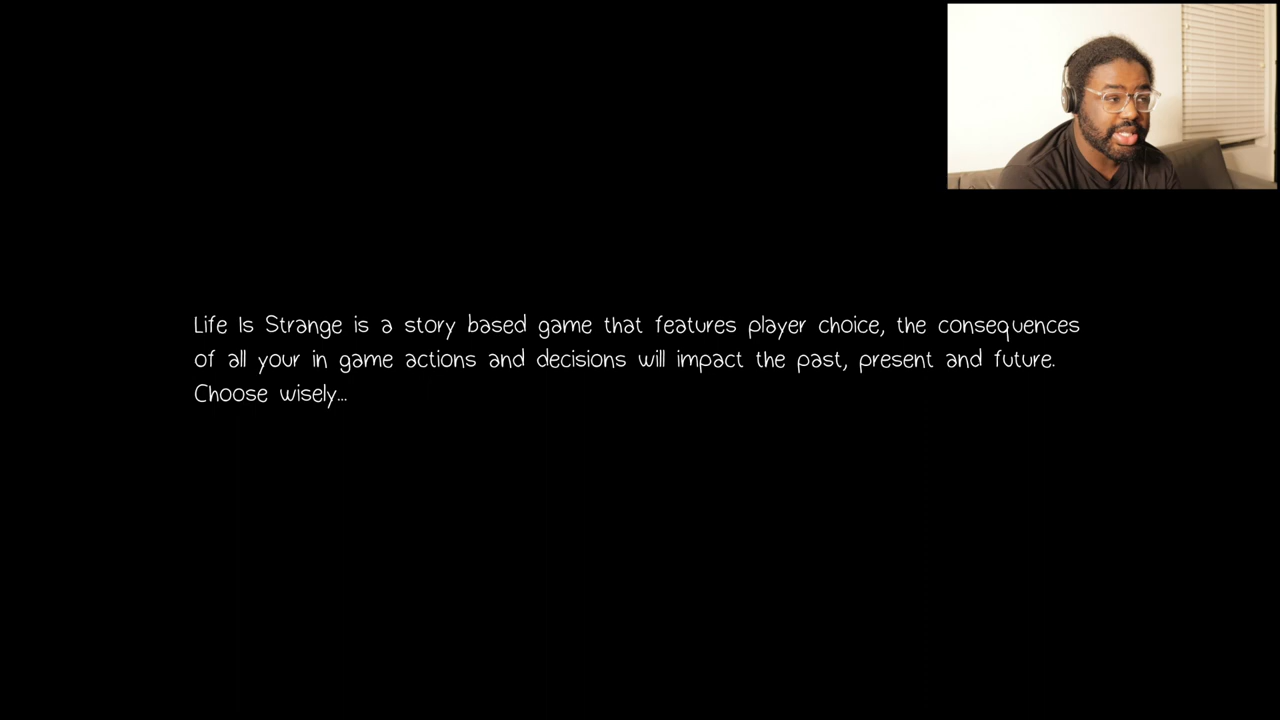 Life Is Strange is a story based game that features player choice, the consequences
of all your in game actions and decisions will impact the past, present and future.
Choose wisely...